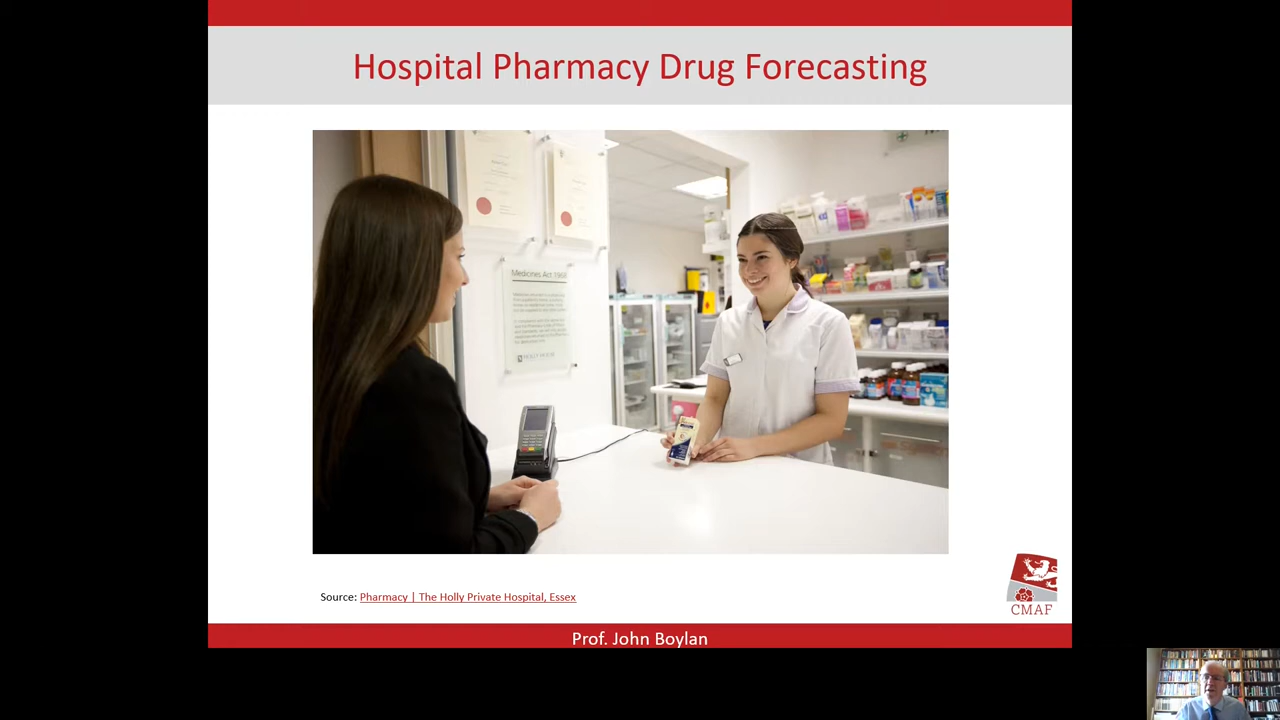 Hospital Pharmacy Drug Forecasting
Medicines Act 1968
Source: Pharmacy | The Holly Private Hospital, Essex
CMAF
Prof. John Boylan